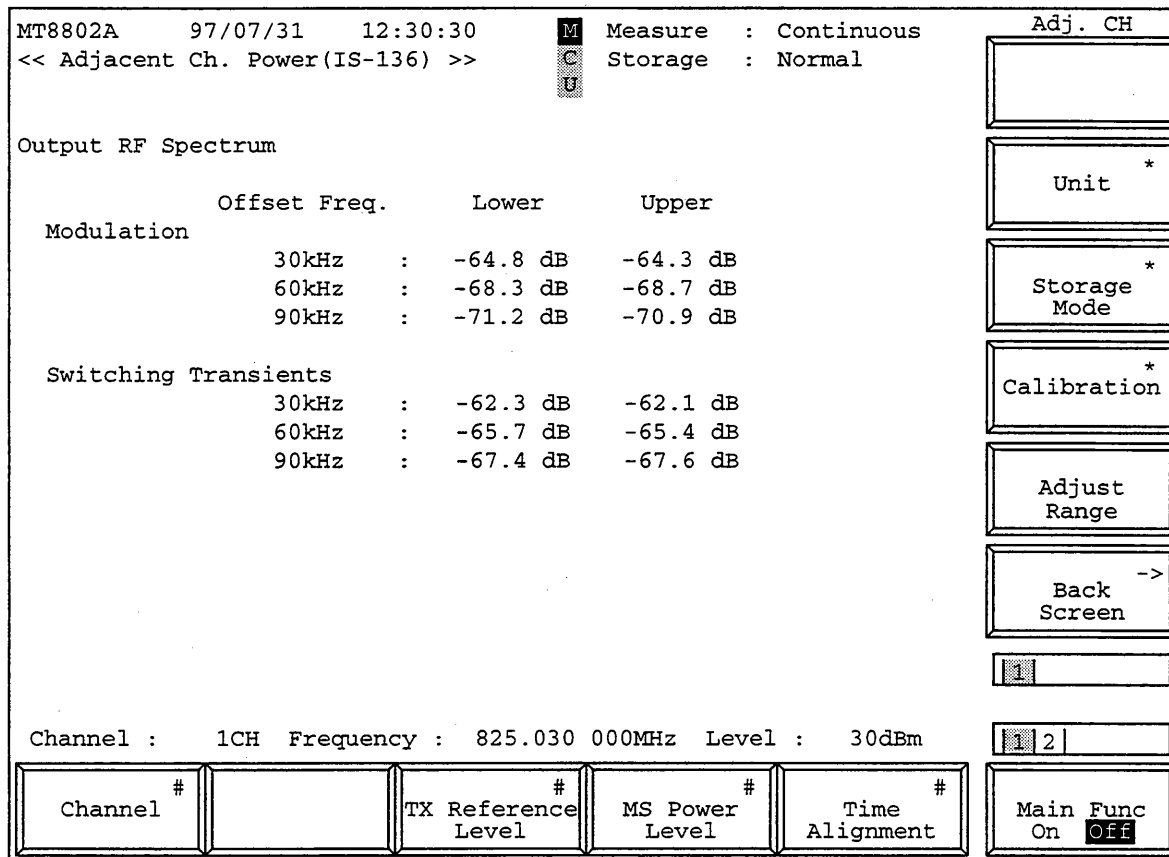 MT8802A 97/07/31 12:30:30 M Measure : Continuous
<< Adjacent Ch. Power(IS-136) >> C Storage : Normal
U
Output RF Spectrum
Offset Freq. Lower Upper
Modulation
30kHz : -64.8 dB -64.3 dB
60kHz : -68.3 dB -68.7 dB
90kHz : -71.2 dB -70.9 dB
Switching Transients
30kHz : -62.3 dB -62.1 dB
60kHz : -65.7 dB -65.4 dB
90kHz : -67.4 dB -67.6 dB
Channel : 1CH Frequency : 825.030 000MHz Level : 30dBm
Adj. CH
*
Unit
*
Storage
Mode
*
Calibration
Adjust
Range
->
Back
Screen
1
1 2
#
Channel
#
TX Reference
Level
#
MS Power
Level
#
Time
Alignment
Main Func
On Off